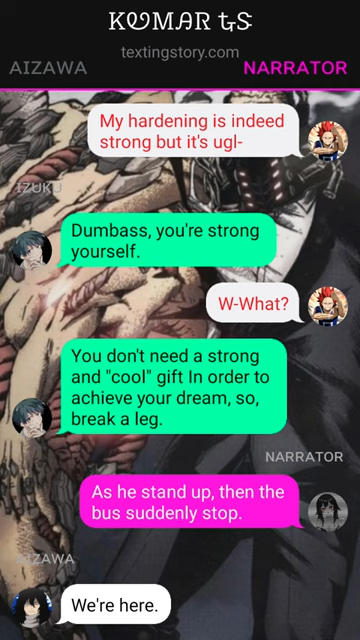 KUMAR tS
textingstory.com
AIZAWA
NARRATOR
My hardening is indeed
strong but it's ugl-
IZUKU
Dumbass, you're strong
yourself.
W-What?
You don't need a strong
and "cool" gift In order to
achieve your dream, so,
break a leg.
NARRATOR
As he stand up, then the
bus suddenly stop.
AIZAWA
We're here.